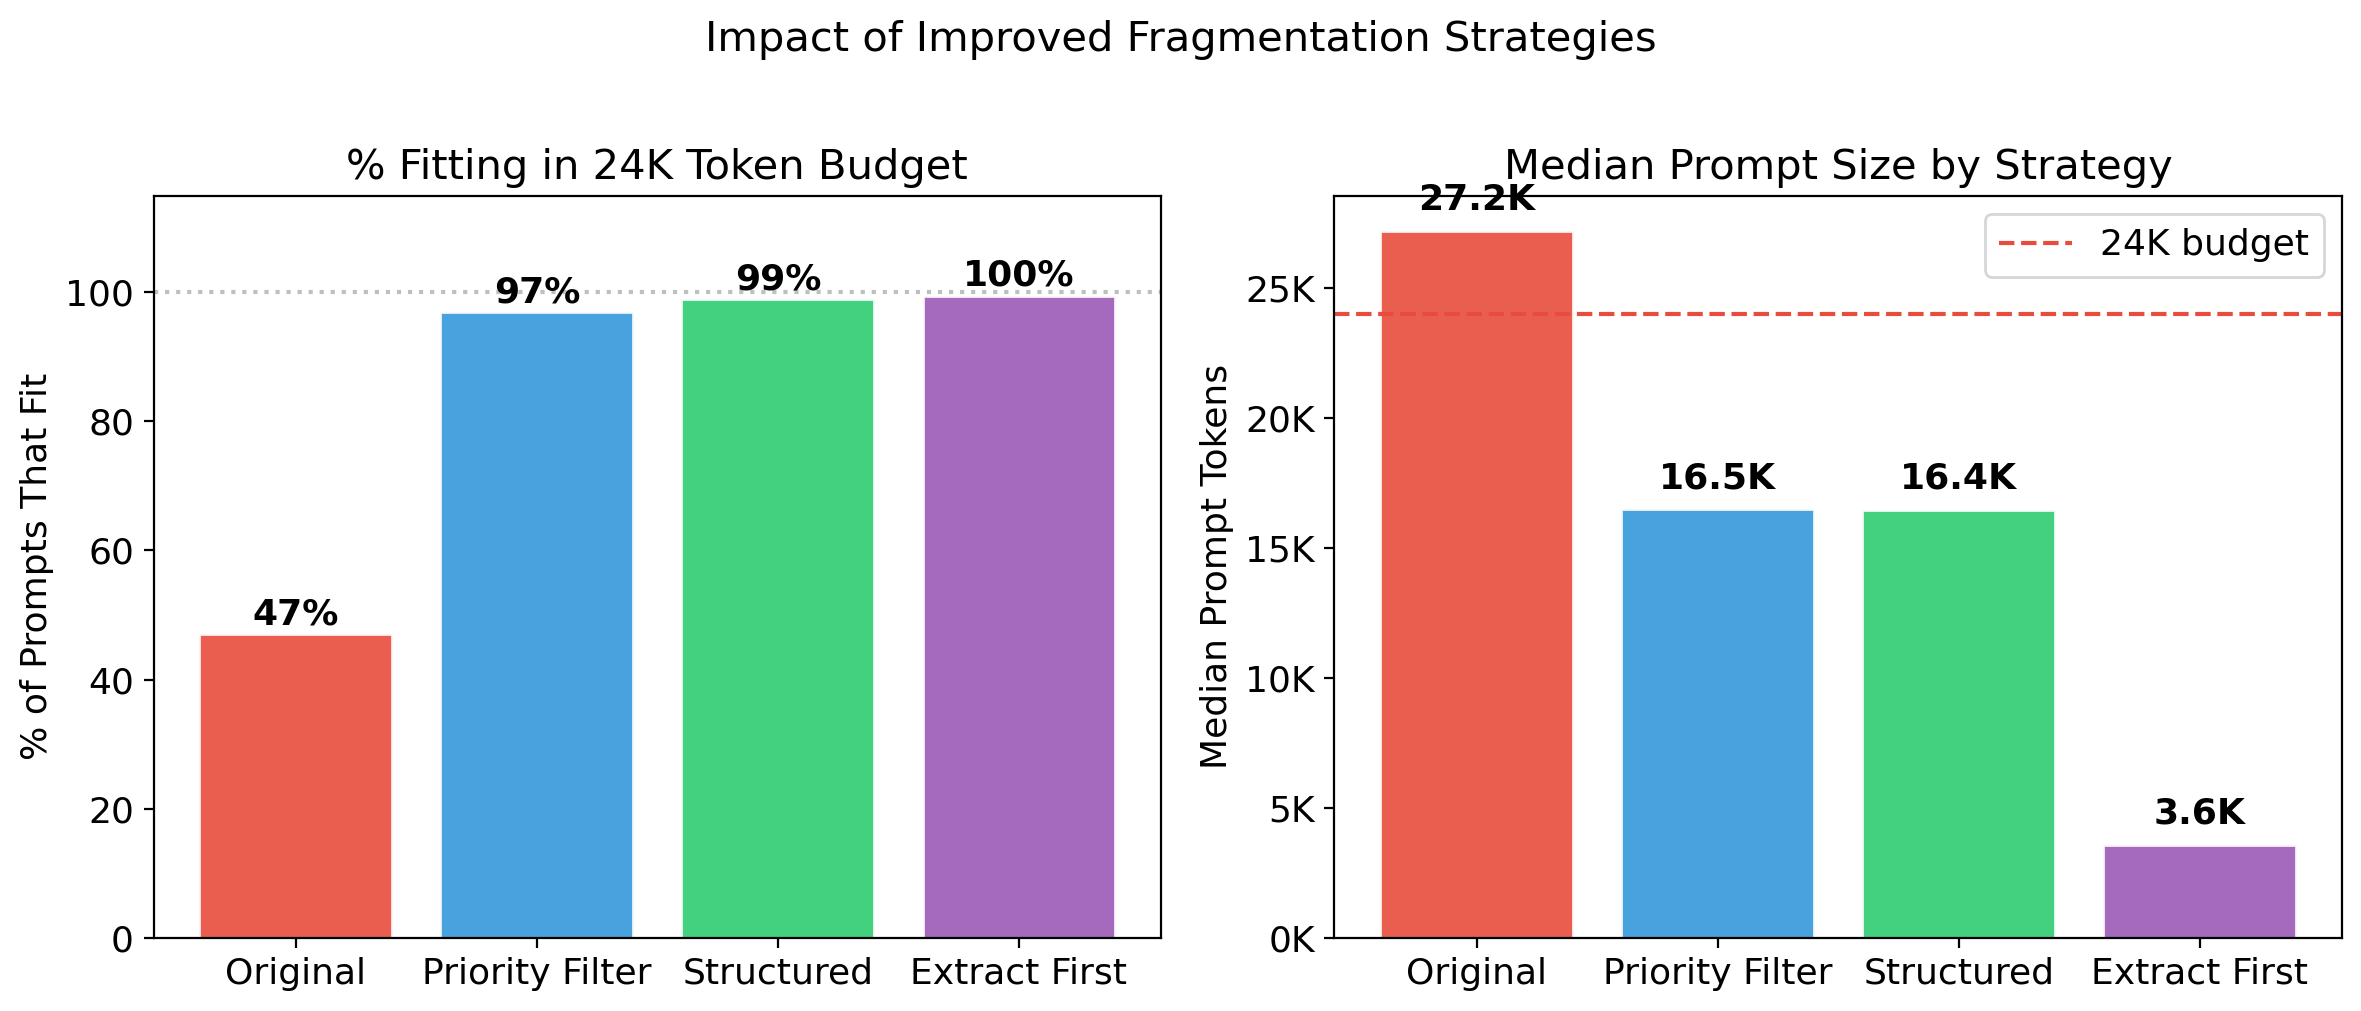 Impact of Improved Fragmentation Strategies
% Fitting in 24K Token Budget
% of Prompts That Fit
100
80
60
40
20
0
47%
97%
99%
100%
Original
Priority Filter
Structured
Extract First
Median Prompt Size by Strategy
Median Prompt Tokens
25K
20K
15K
10K
5K
0K
27.2K
16.5K
16.4K
3.6K
24K budget
Original
Priority Filter
Structured
Extract First